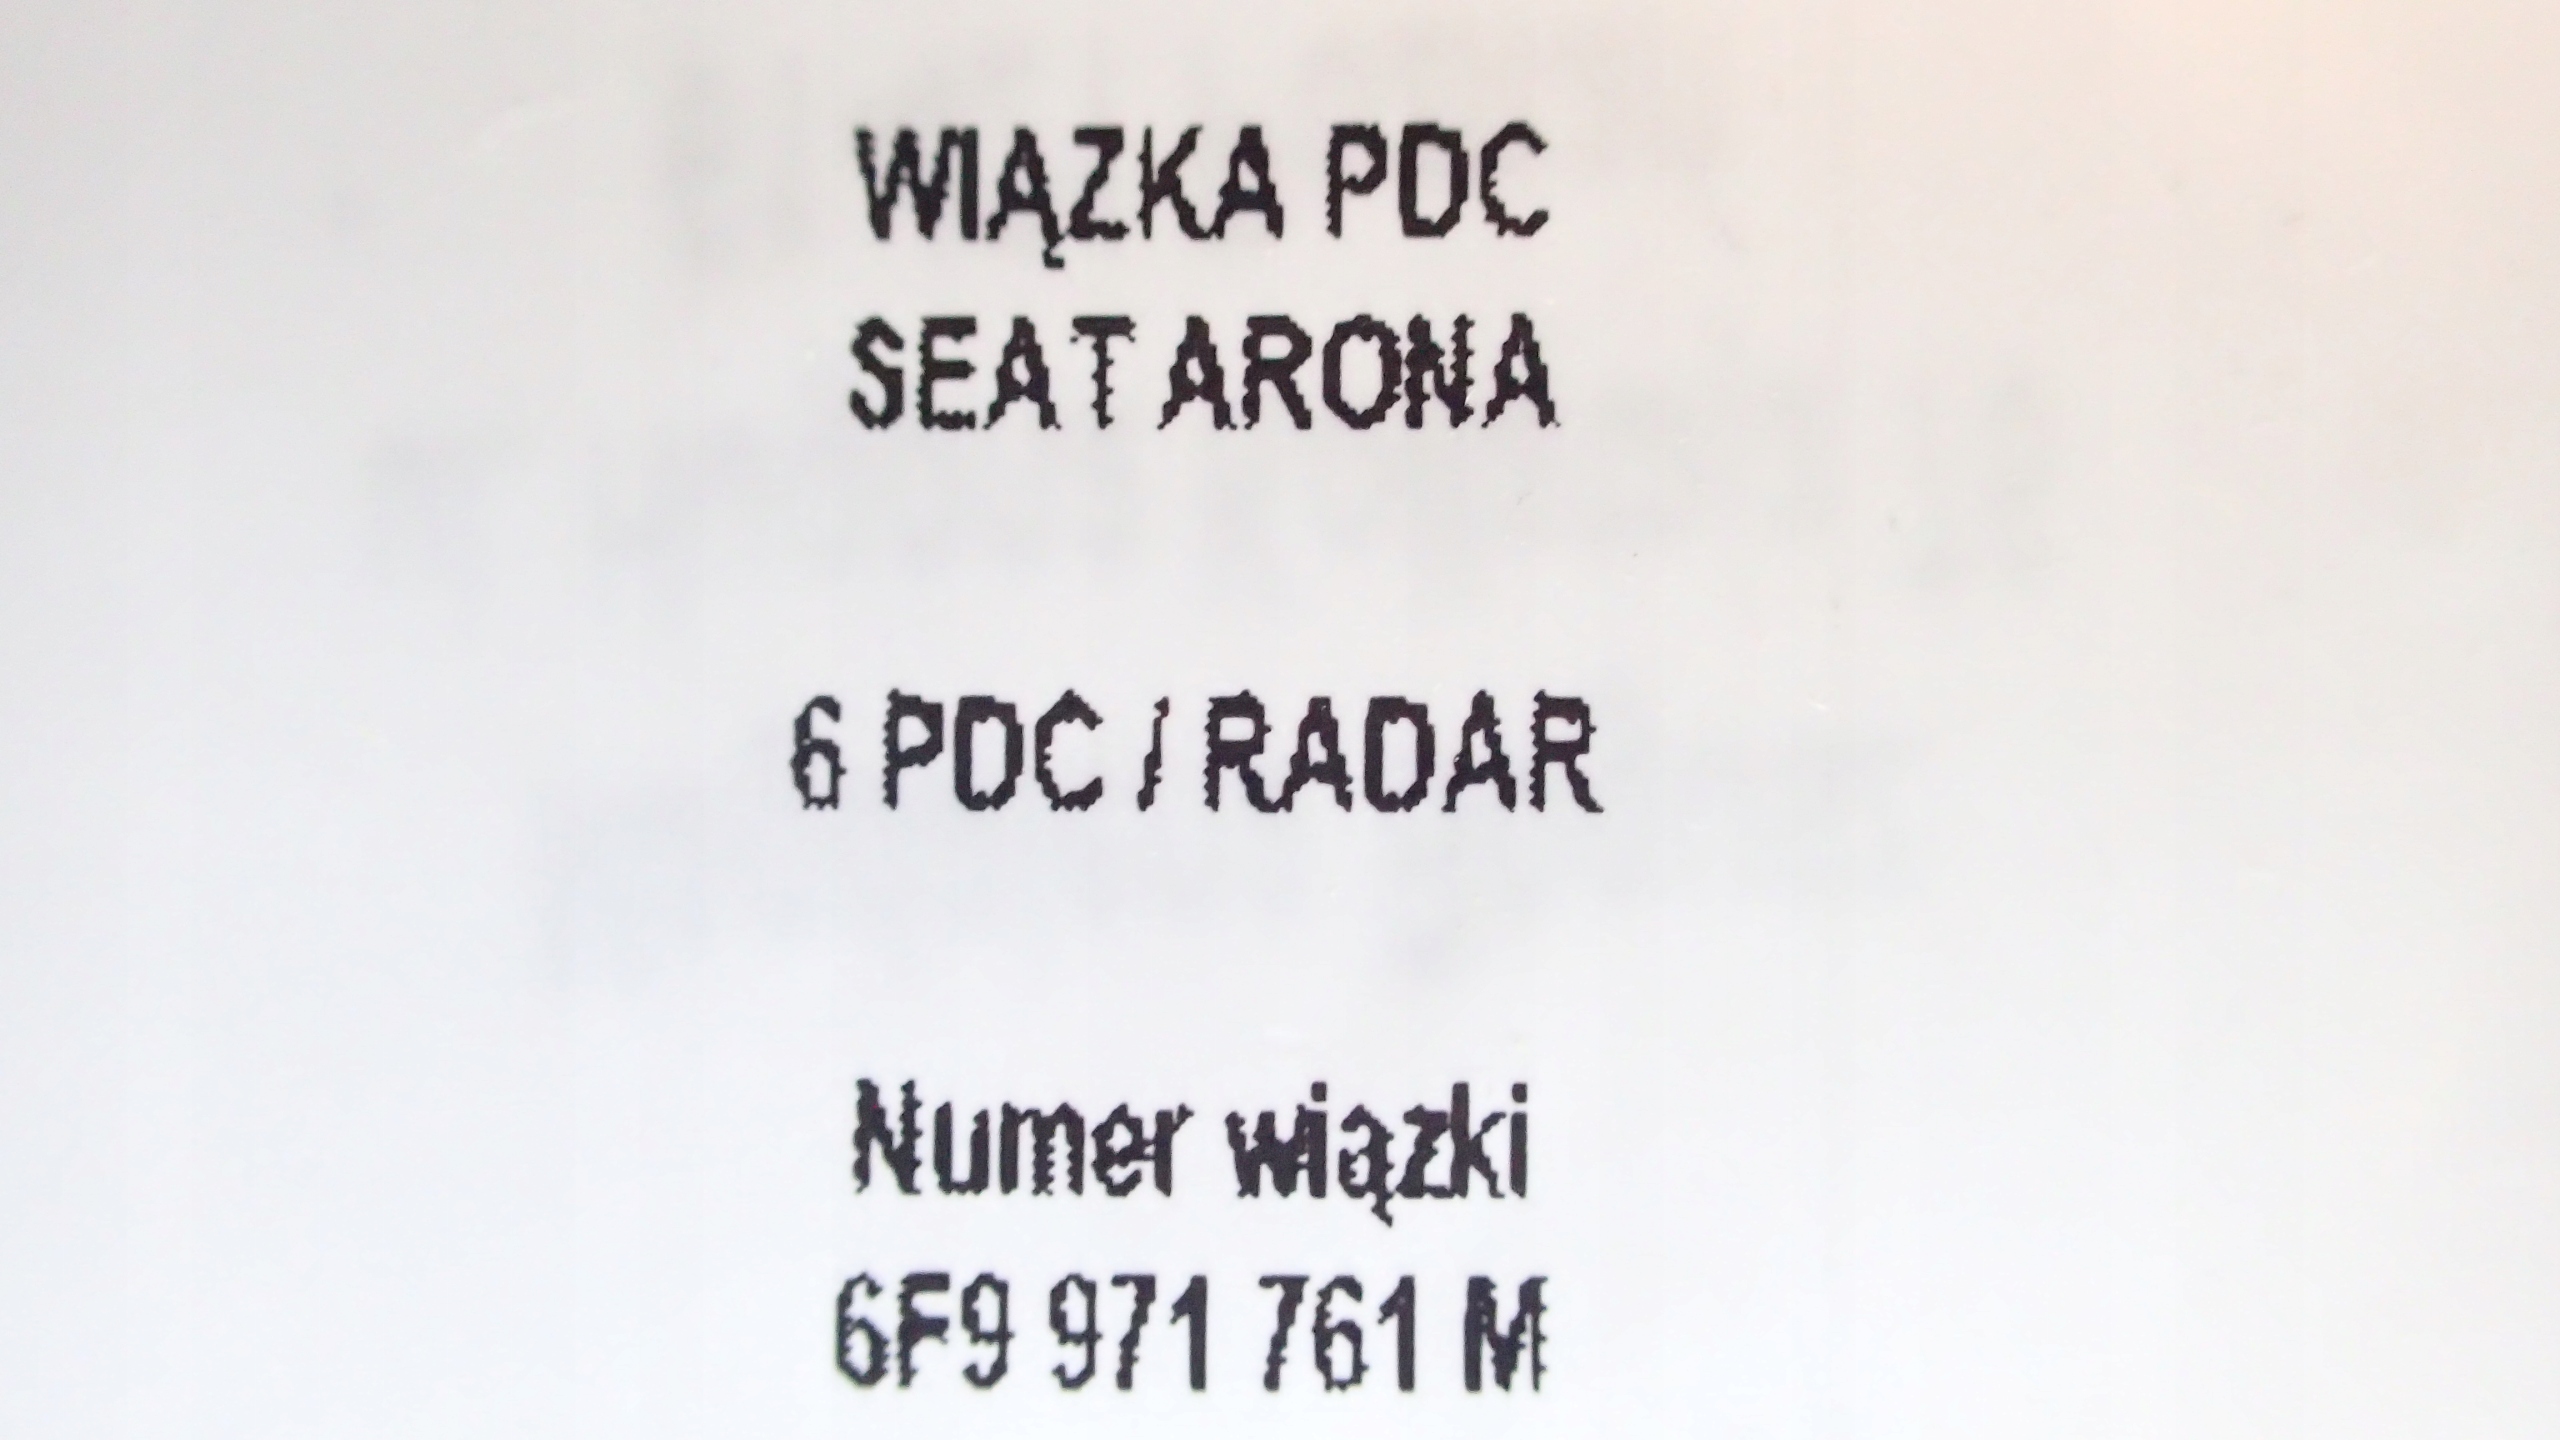 WIĄZKA PDC
SEAT ARONA
6 PDC / RADAR
Numer wiązki
6F9 971 761 M